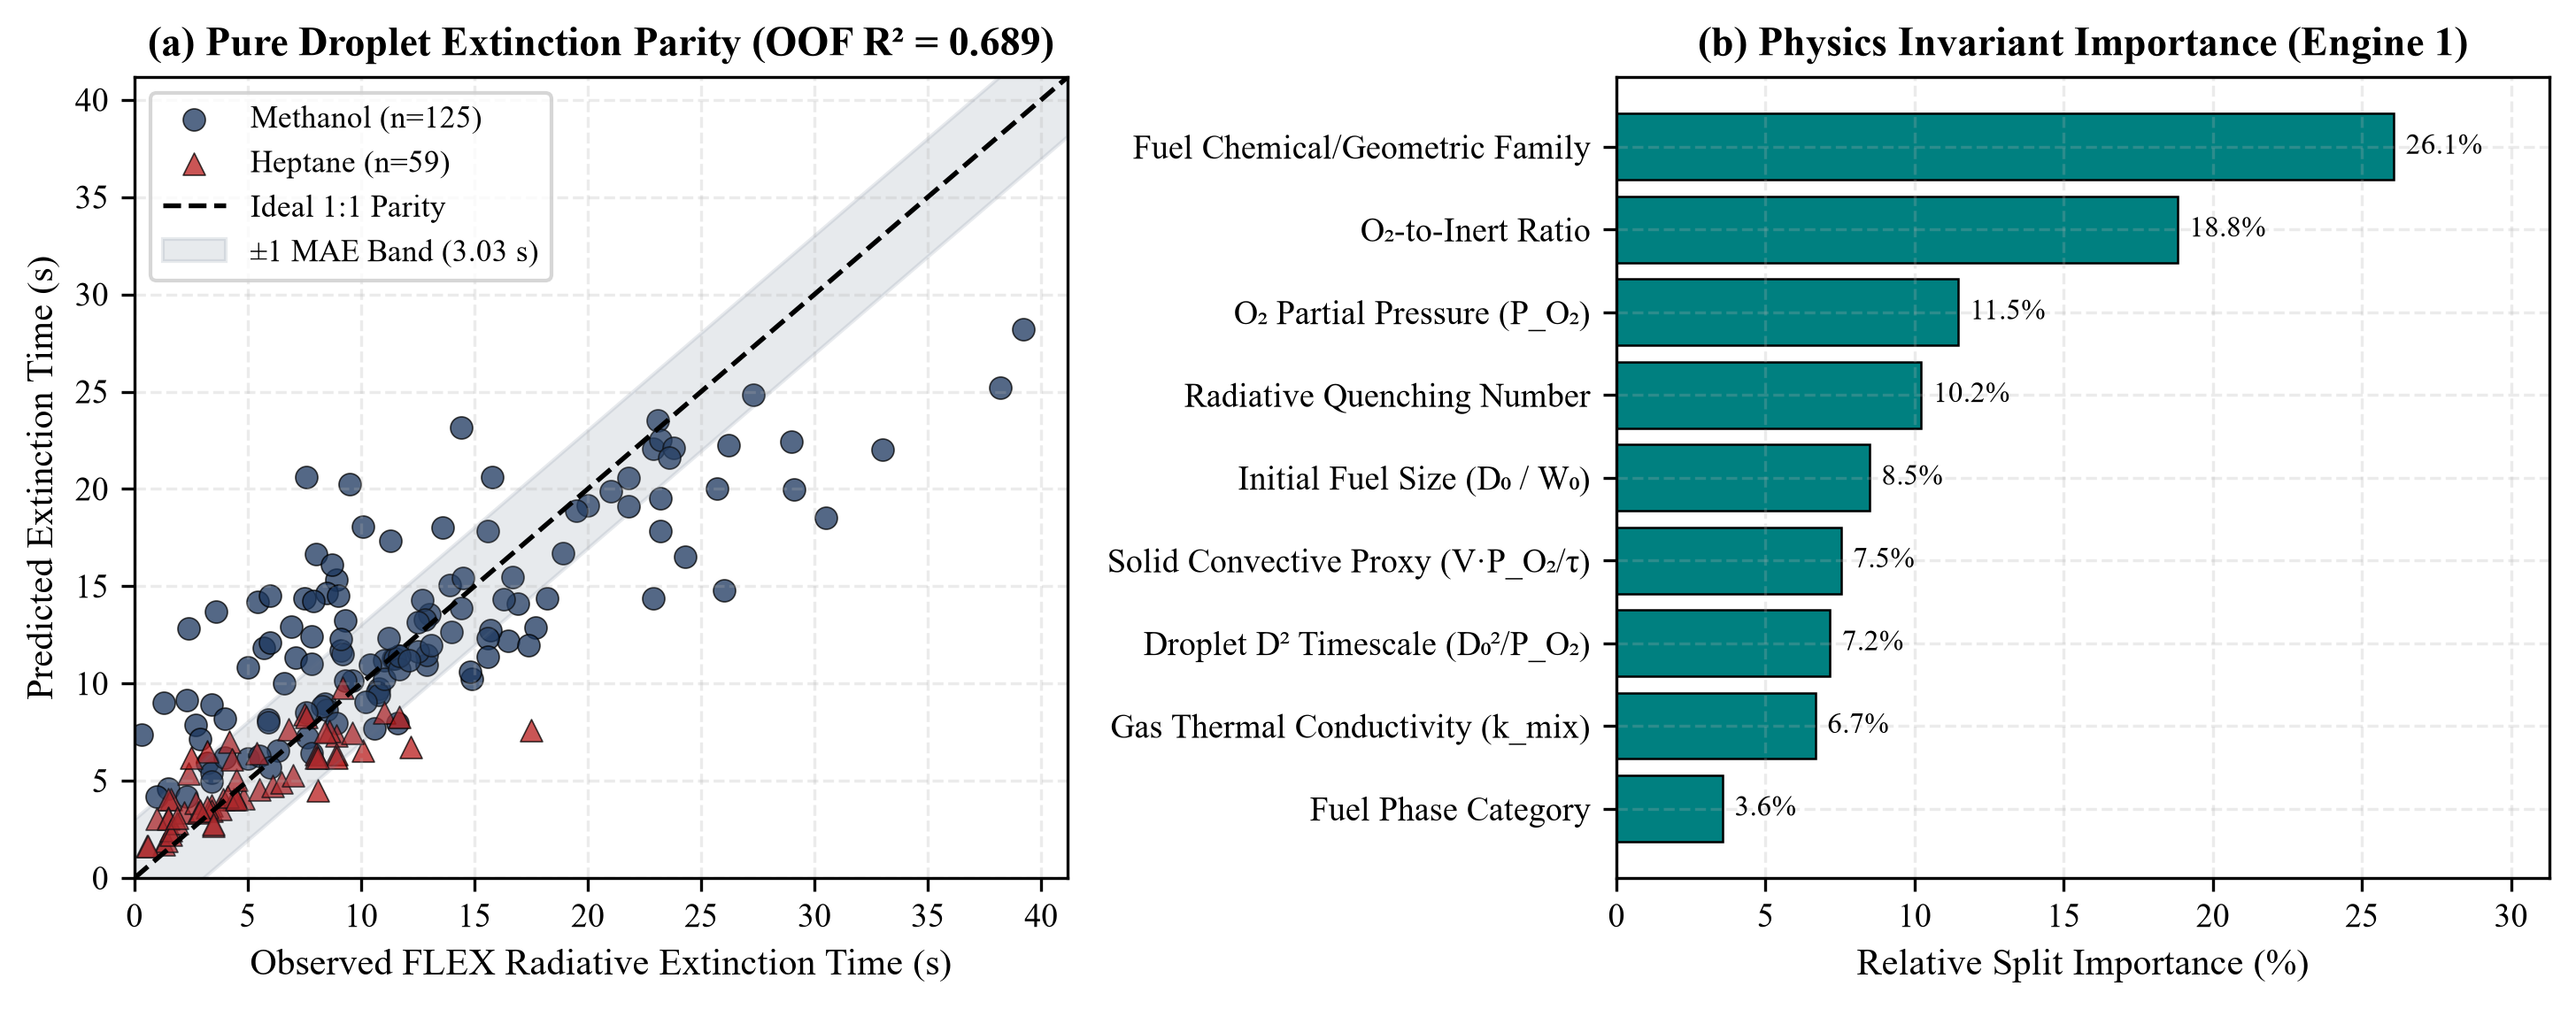 (a) Pure Droplet Extinction Parity (OOF R² = 0.689)
Methanol (n=125)
Heptane (n=59)
Ideal 1:1 Parity
±1 MAE Band (3.03 s)
Predicted Extinction Time (s)
40
35
30
25
20
15
10
5
0
0 5 10 15 20 25 30 35 40
Observed FLEX Radiative Extinction Time (s)
(b) Physics Invariant Importance (Engine 1)
Fuel Chemical/Geometric Family 26.1%
O₂-to-Inert Ratio 18.8%
O₂ Partial Pressure (P_O₂) 11.5%
Radiative Quenching Number 10.2%
Initial Fuel Size (D₀ / W₀) 8.5%
Solid Convective Proxy (V·P_O₂/τ) 7.5%
Droplet D² Timescale (D₀²/P_O₂) 7.2%
Gas Thermal Conductivity (k_mix) 6.7%
Fuel Phase Category 3.6%
0 5 10 15 20 25 30
Relative Split Importance (%)